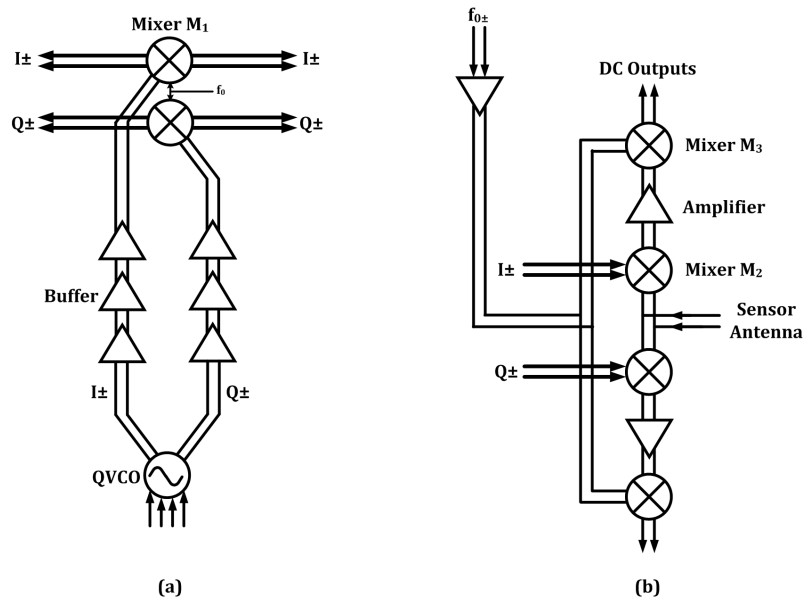 Mixer M₁
I± I±
f₀
Q± Q±
Buffer
I± Q±
QVCO
(a)
f₀±
DC Outputs
Mixer M₃
Amplifier
I± Mixer M₂
Sensor
Antenna
Q±
(b)